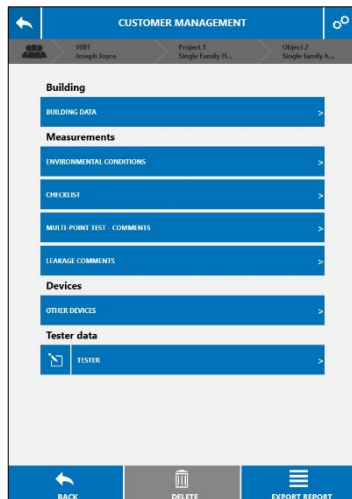 CUSTOMER MANAGEMENT
1001
Joseph Joyce
Project 1
Single Family H...
Object 2
Single family h...
Building
BUILDING DATA >
Measurements
ENVIRONMENTAL CONDITIONS >
CHECKLIST >
MULTI-POINT TEST - COMMENTS >
LEAKAGE COMMENTS >
Devices
OTHER DEVICES >
Tester data
TESTER >
BACK
DELETE
EXPORT REPORT